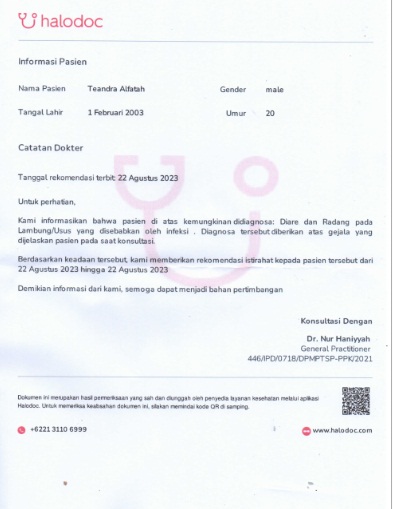 halodoc
Informasi Pasien
Nama Pasien Teandra Alfatah Gender male
Tangal Lahir 1 Februari 2003 Umur 20
Catatan Dokter
Tanggal rekomendasi terbit: 22 Agustus 2023
Untuk perhatian,
Kami informasikan bahwa pasien di atas kemungkinan didiagnosa: Diare dan Radang pada
Lambung/Usus yang disebabkan oleh infeksi . Diagnosa tersebut diberikan atas gejala yang
dijelaskan pasien pada saat konsultasi.
Berdasarkan keadaan tersebut, kami memberikan rekomendasi istirahat kepada pasien tersebut dari
22 Agustus 2023 hingga 22 Agustus 2023
Demikian informasi dari kami, semoga dapat menjadi bahan pertimbangan
Konsultasi Dengan
Dr. Nur Haniyyah
General Practitioner
446/IPD/0718/DPMPTSP-PPK/2021
Dokumen ini merupakan hasil pemeriksaan yang sah dan diunggah oleh penyedia layanan kesehatan melalui aplikasi
Halodoc. Untuk memeriksa keabsahan dokumen ini, silakan memindai kode QR di samping.
+6221 3110 6999 www.halodoc.com